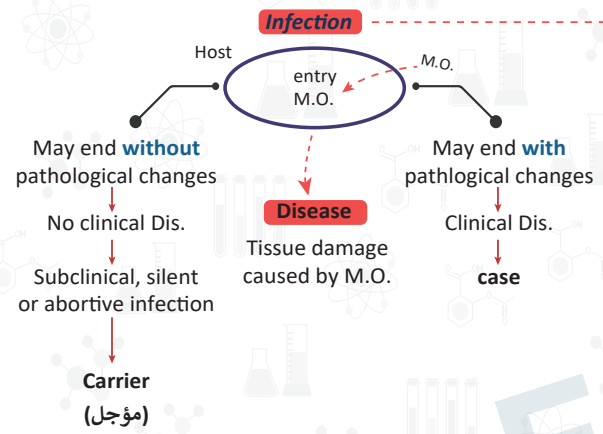 Infection
Host
M.O.
entry
M.O.
May end without
pathological changes
No clinical Dis.
Subclinical, silent
or abortive infection
Carrier
(مؤجل)
Disease
Tissue damage
caused by M.O.
May end with
pathlogical changes
Clinical Dis.
case